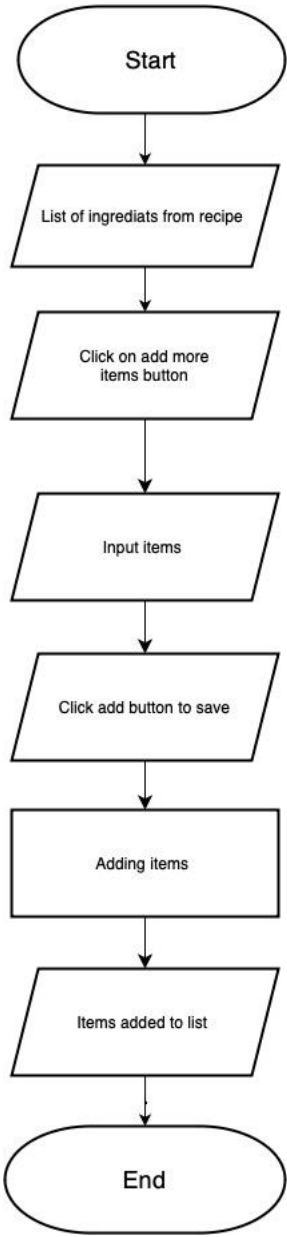 Start
List of ingrediats from recipe
Click on add more
items button
Input items
Click add button to save
Adding items
Items added to list
End